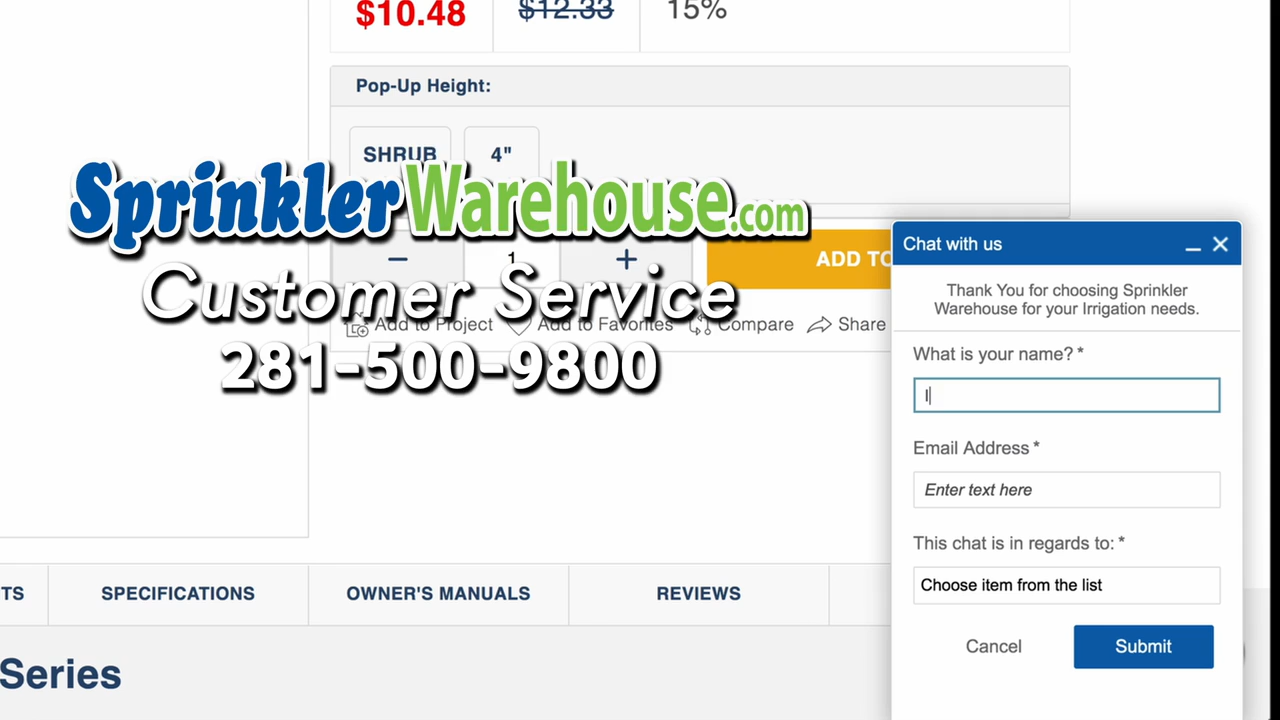 $10.48
$12.33
15%
Pop-Up Height:
SHRUB
4"
SprinklerWarehouse.com
1
ADD TO
Customer Service
Add to Project
Add to Favorites
Compare
Share
281-500-9800
TS
SPECIFICATIONS
OWNER'S MANUALS
REVIEWS
Series
Chat with us
Thank You for choosing Sprinkler
Warehouse for your Irrigation needs.
What is your name? *
I
Email Address *
Enter text here
This chat is in regards to: *
Choose item from the list
Cancel
Submit